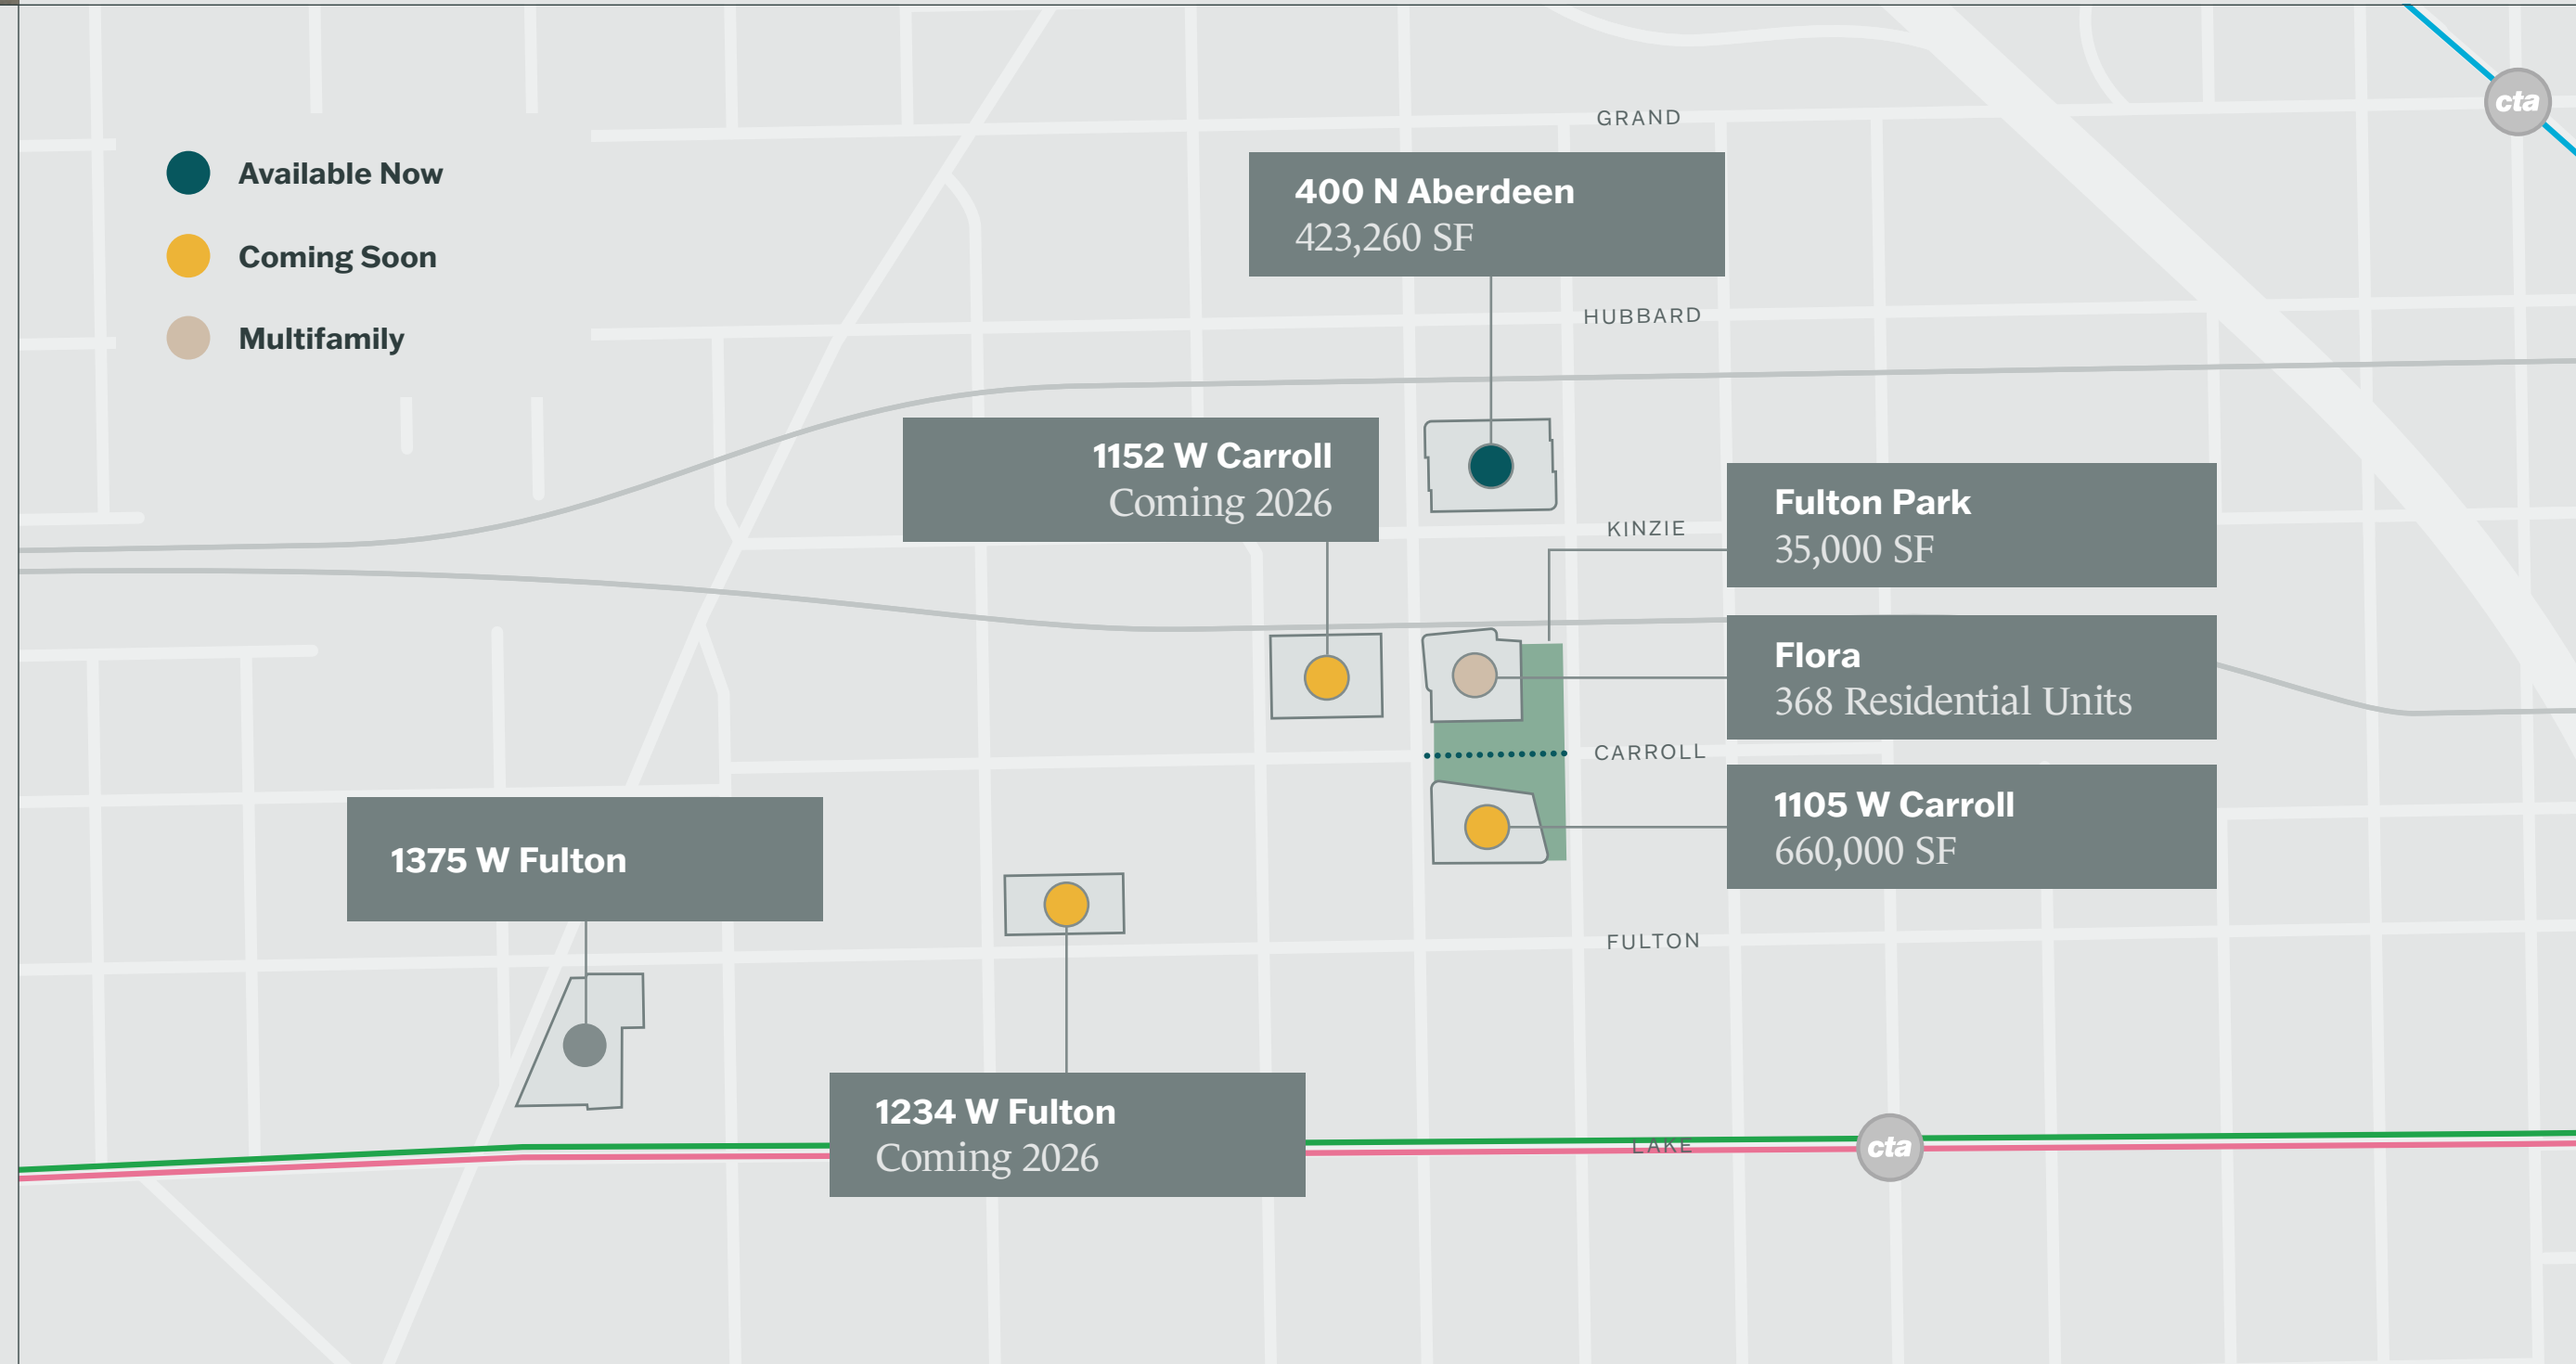 Available Now
Coming Soon
Multifamily
GRAND
cta
400 N Aberdeen
423,260 SF
HUBBARD
1152 W Carroll
Coming 2026
KINZIE
Fulton Park
35,000 SF
Flora
368 Residential Units
CARROLL
1105 W Carroll
660,000 SF
1375 W Fulton
FULTON
1234 W Fulton
Coming 2026
LAKE
cta